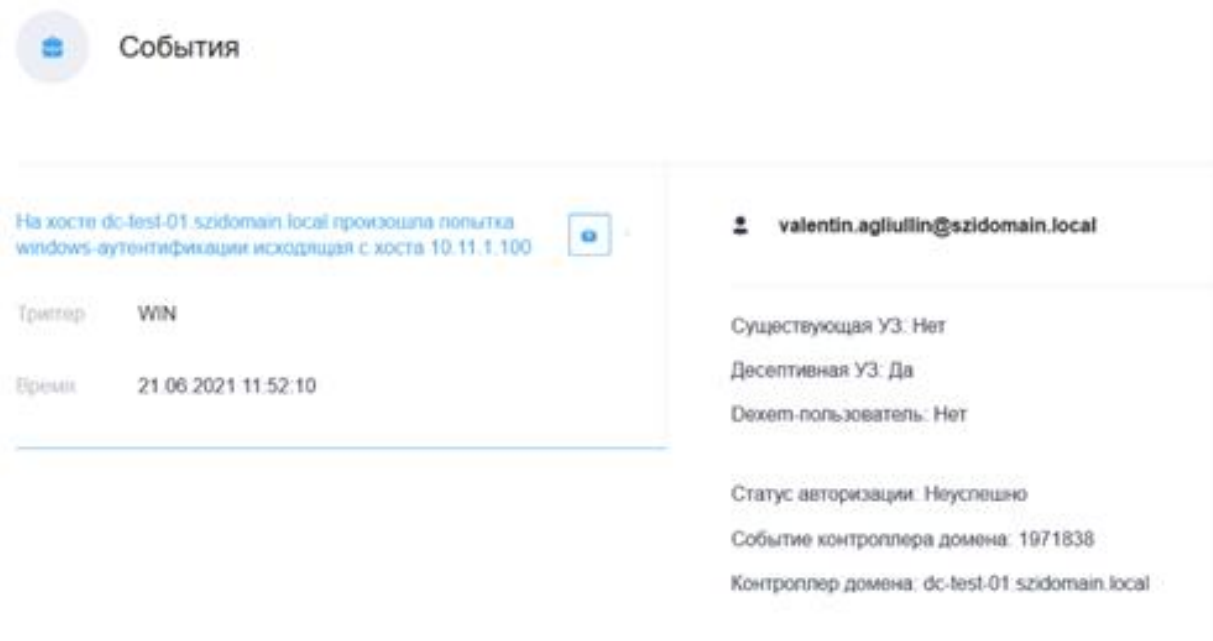 События
На хосте dc-test-01.szidomain.local произошла попытка
windows-аутентификации исходящая с хоста 10.11.1.100
Триггер WIN
Время 21.06.2021 11:52:10
valentin.agliullin@szidomain.local
Существующая УЗ: Нет
Десептивная УЗ: Да
Dexem-пользователь: Нет
Статус авторизации: Неуспешно
Событие контроллера домена: 1971838
Контроллер домена: dc-test-01.szidomain.local